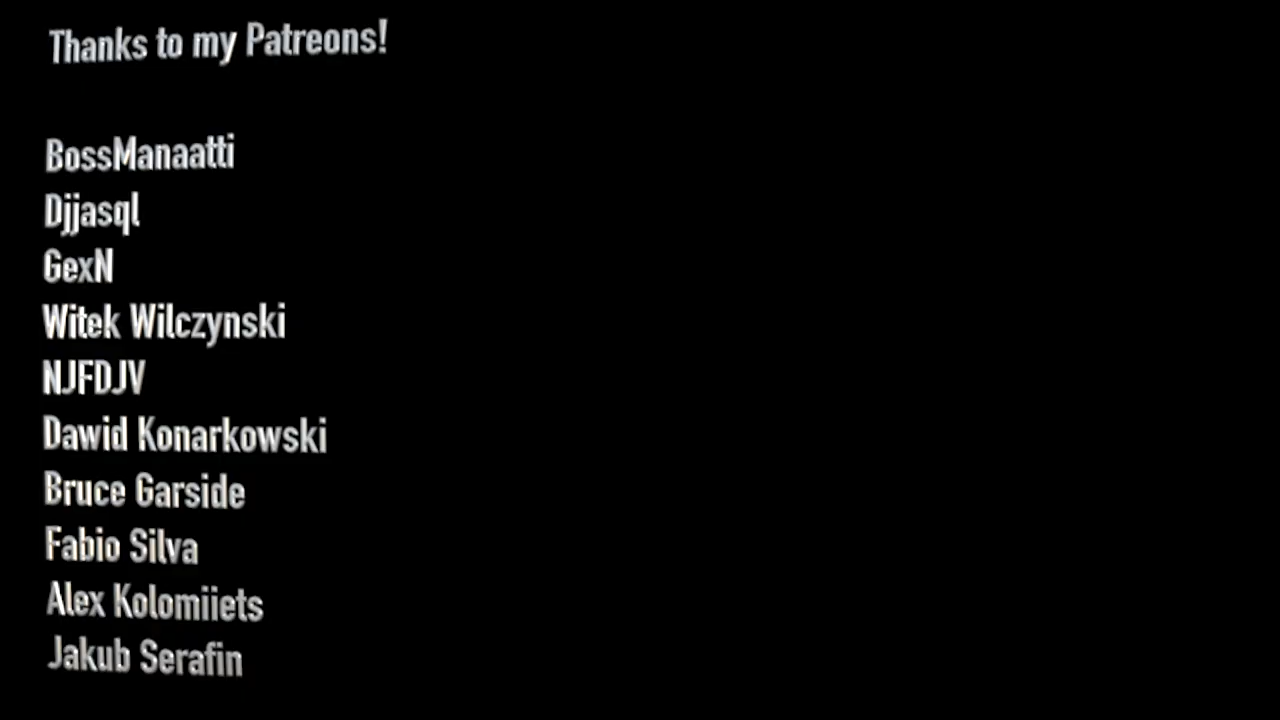 Thanks to my Patreons!
BossManaatti
Djjasql
GexN
Witek Wilczynski
NJFDJV
Dawid Konarkowski
Bruce Garside
Fabio Silva
Alex Kolomiiets
Jakub Serafin